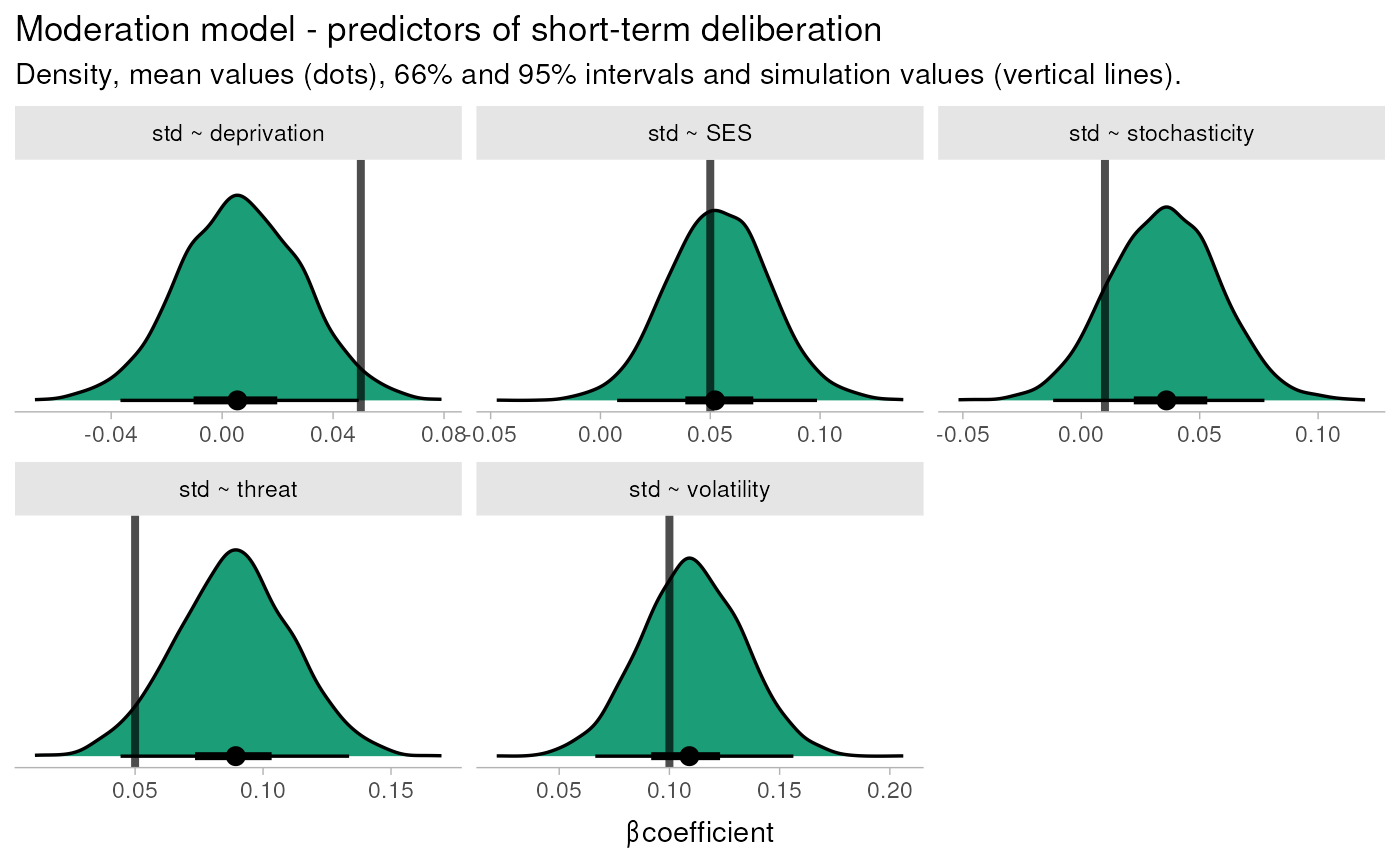 Moderation model - predictors of short-term deliberation
Density, mean values (dots), 66% and 95% intervals and simulation values (vertical lines).
std ~ deprivation
std ~ SES
std ~ stochasticity
-0.04 0.00 0.04 0.08
-0.05 0.00 0.05 0.10
-0.05 0.00 0.05 0.10
std ~ threat
std ~ volatility
0.05 0.10 0.15
0.05 0.10 0.15 0.20
βcoefficient